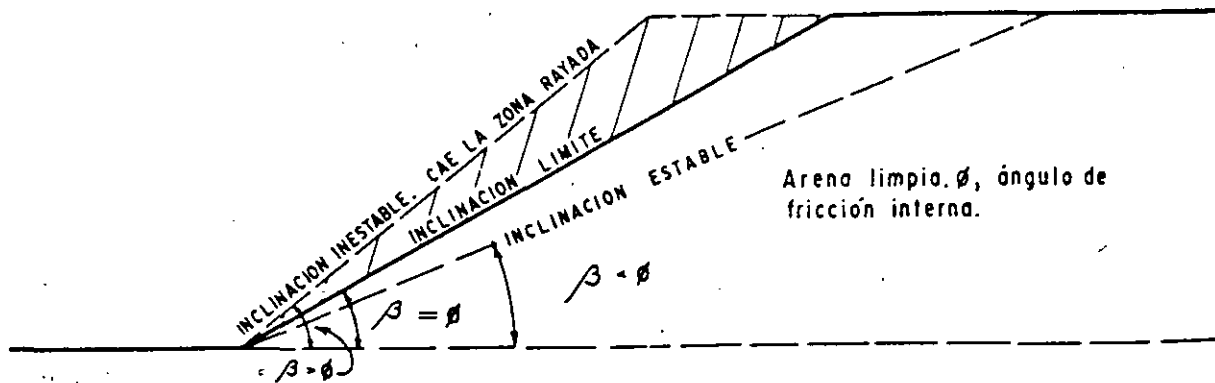 INCLINACION INESTABLE. CAE LA ZONA RAYADA
INCLINACION LIMITE
INCLINACION ESTABLE
Arena limpia. ø, ángulo de
fricción interna.
β < ø
β = ø
β > ø